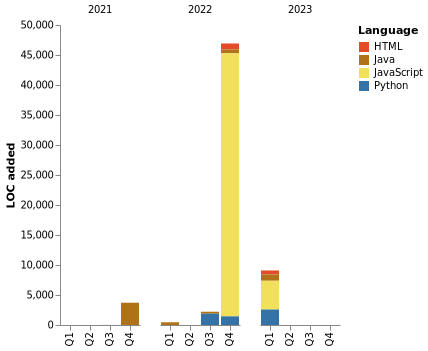 2021 2022 2023
Language
HTML
Java
JavaScript
Python
LOC added
50,000
45,000
40,000
35,000
30,000
25,000
20,000
15,000
10,000
5,000
0
Q1 Q2 Q3 Q4 Q1 Q2 Q3 Q4 Q1 Q2 Q3 Q4